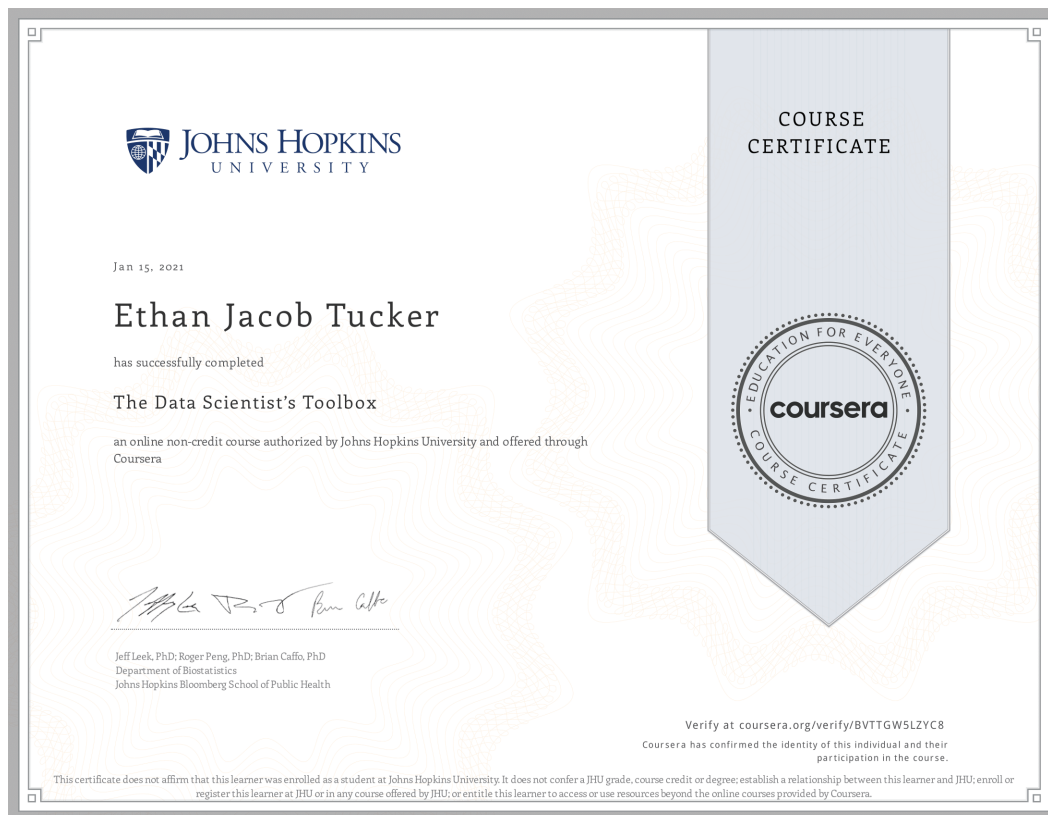 JOHNS HOPKINS
UNIVERSITY
COURSE
CERTIFICATE
Jan 15, 2021
Ethan Jacob Tucker
has successfully completed
The Data Scientist’s Toolbox
an online non-credit course authorized by Johns Hopkins University and offered through
Coursera
EDUCATION FOR EVERYONE
coursera
COURSE CERTIFICATE
Jeff Leek, PhD; Roger Peng, PhD; Brian Caffo, PhD
Department of Biostatistics
Johns Hopkins Bloomberg School of Public Health
Verify at coursera.org/verify/BVTTGW5LZYC8
Coursera has confirmed the identity of this individual and their
participation in the course.
This certificate does not affirm that this learner was enrolled as a student at Johns Hopkins University. It does not confer a JHU grade, course credit or degree; establish a relationship between this learner and JHU; enroll or
register this learner at JHU or in any course offered by JHU; or entitle this learner to access or use resources beyond the online courses provided by Coursera.